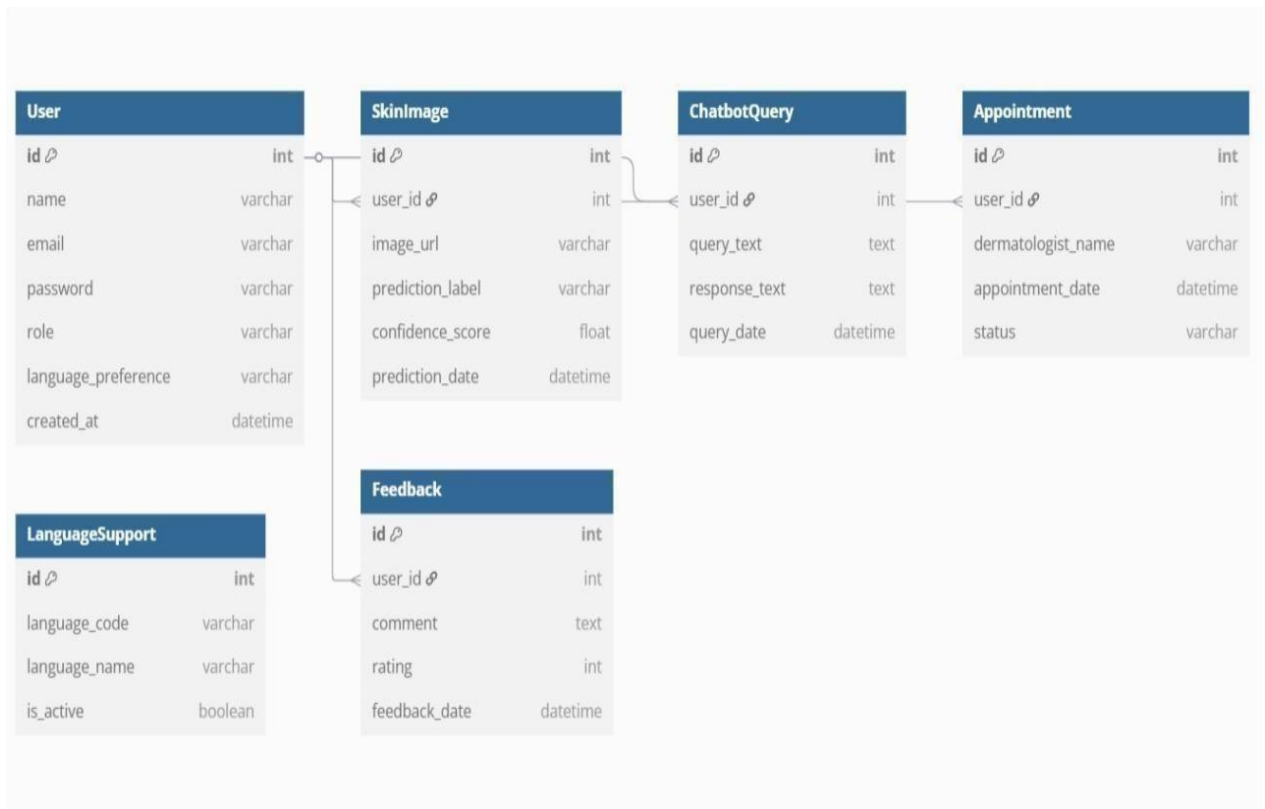 User
id int
name varchar
email varchar
password varchar
role varchar
language_preference varchar
created_at datetime
SkinImage
id int
user_id int
image_url varchar
prediction_label varchar
confidence_score float
prediction_date datetime
ChatbotQuery
id int
user_id int
query_text text
response_text text
query_date datetime
Appointment
id int
user_id int
dermatologist_name varchar
appointment_date datetime
status varchar
LanguageSupport
id int
language_code varchar
language_name varchar
is_active boolean
Feedback
id int
user_id int
comment text
rating int
feedback_date datetime